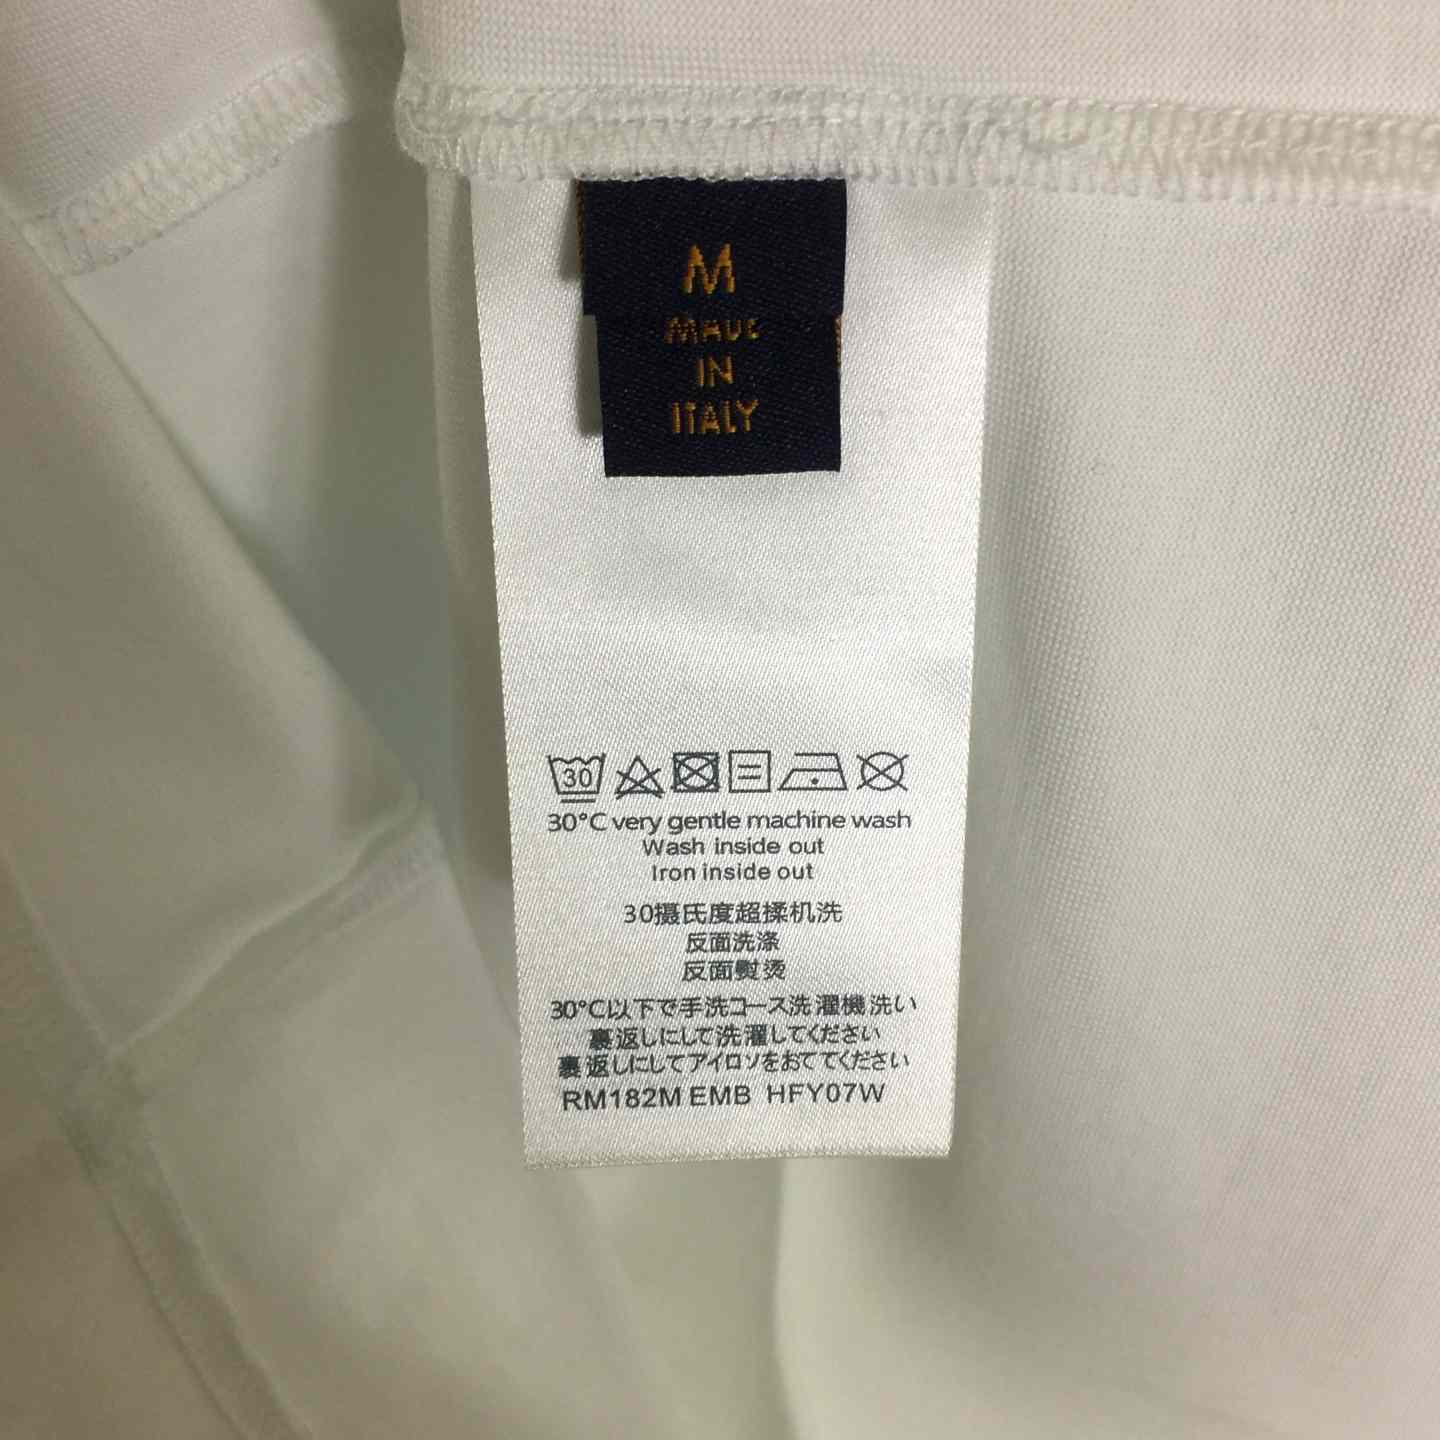 M
MADE
IN
ITALY
30
30°C very gentle machine wash
Wash inside out
Iron inside out
30摄氏度超揉机洗
反面洗涤
反面熨烫
30°C以下で手洗コース洗濯機洗い
裏返しにして洗濯してください
裏返しにしてアイロソをおててください
RM182M EMB HFY07W